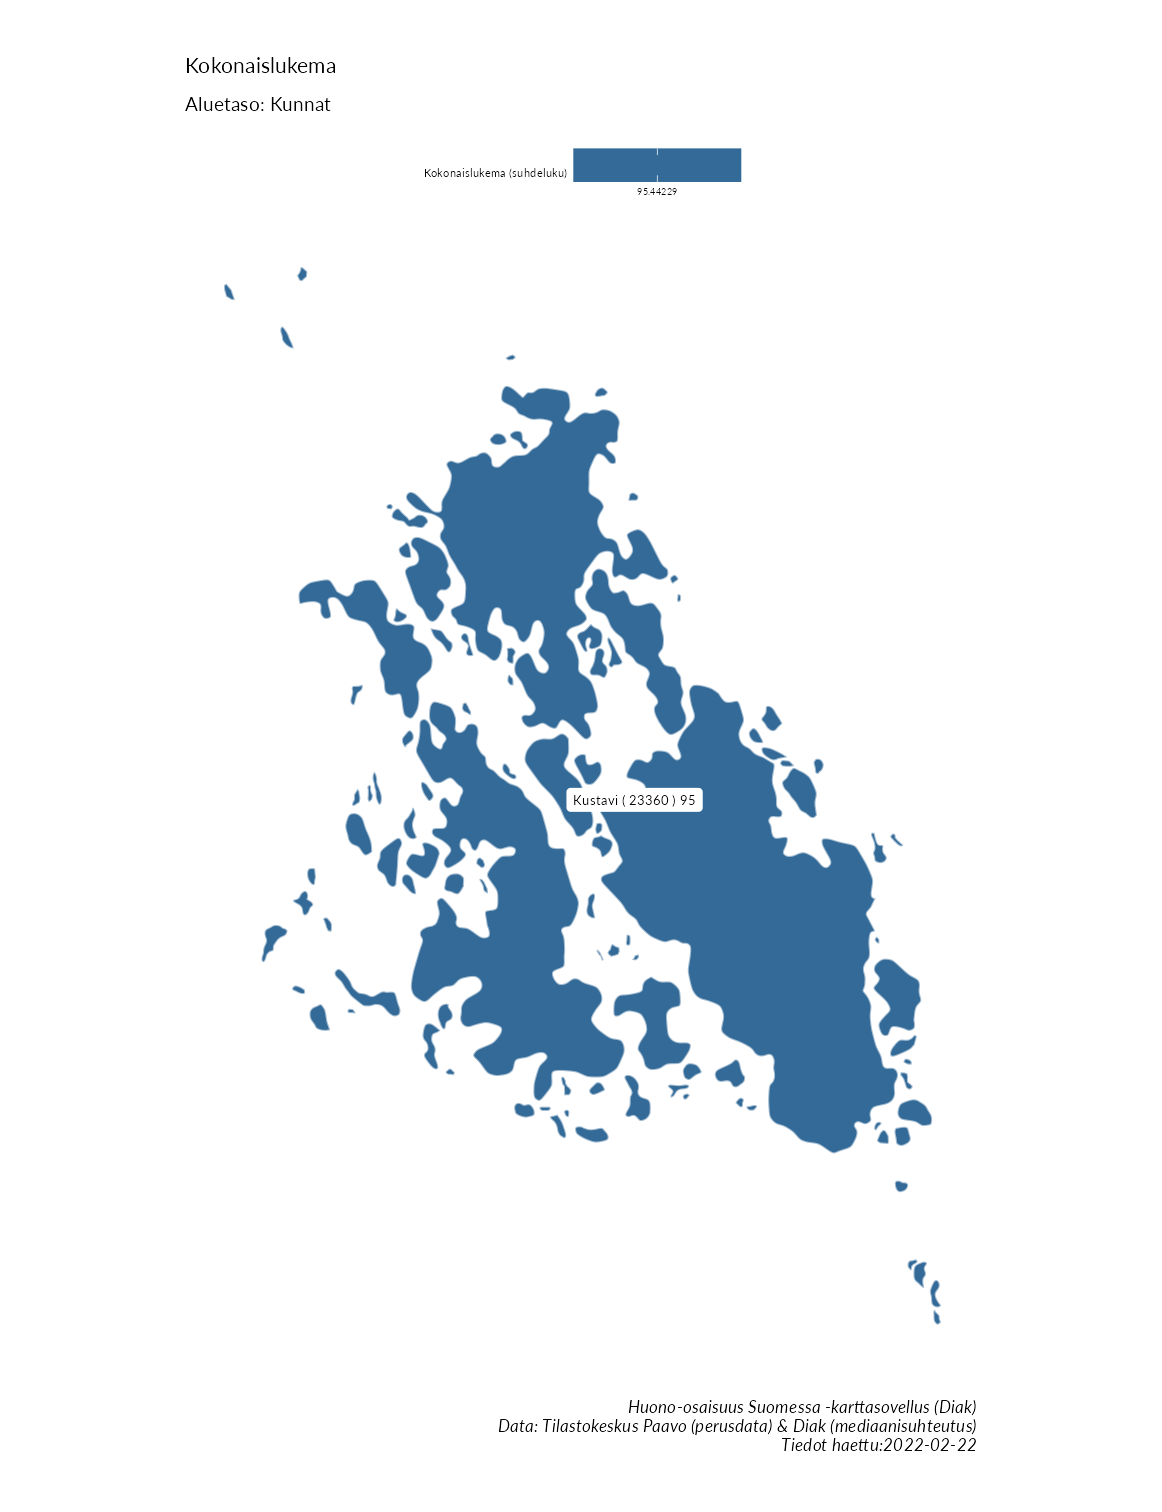 Kokonaislukema
Aluetaso: Kunnat
Kokonaislukema (suhdeluku)
95.44229
Kustavi ( 23360 ) 95
Huono-osaisuus Suomessa -karttasovellus (Diak)
Data: Tilastokeskus Paavo (perusdata) & Diak (mediaanisuhteutus)
Tiedot haettu:2022-02-22